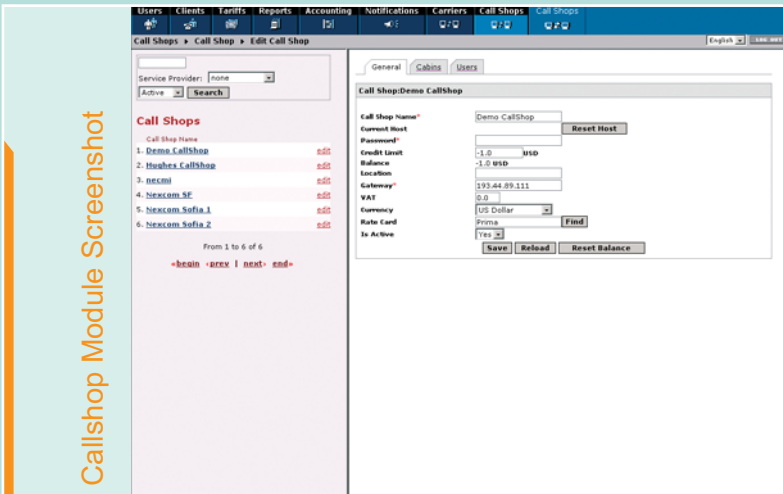 Users Clients Tariffs Reports Accounting Notifications Carriers Call Shops Call Shops
Call Shops ▸ Call Shop ▸ Edit Call Shop
English
LOG OUT
Service Provider: none
Active Search
Call Shops
Call Shop Name
1. Demo CallShop edit
2. Hughes CallShop edit
3. necmi edit
4. Nexcom SF edit
5. Nexcom Sofia 1 edit
6. Nexcom Sofia 2 edit
From 1 to 6 of 6
«begin ‹prev | next› end»
General Cabins Users
Call Shop:Demo CallShop
Call Shop Name* Demo CallShop
Current Host Reset Host
Password*
Credit Limit -1.0 USD
Balance -1.0 USD
Location
Gateway* 193.44.89.111
VAT 0.0
Currency US Dollar
Rate Card Prima Find
Is Active Yes
Save Reload Reset Balance
Callshop Module Screenshot